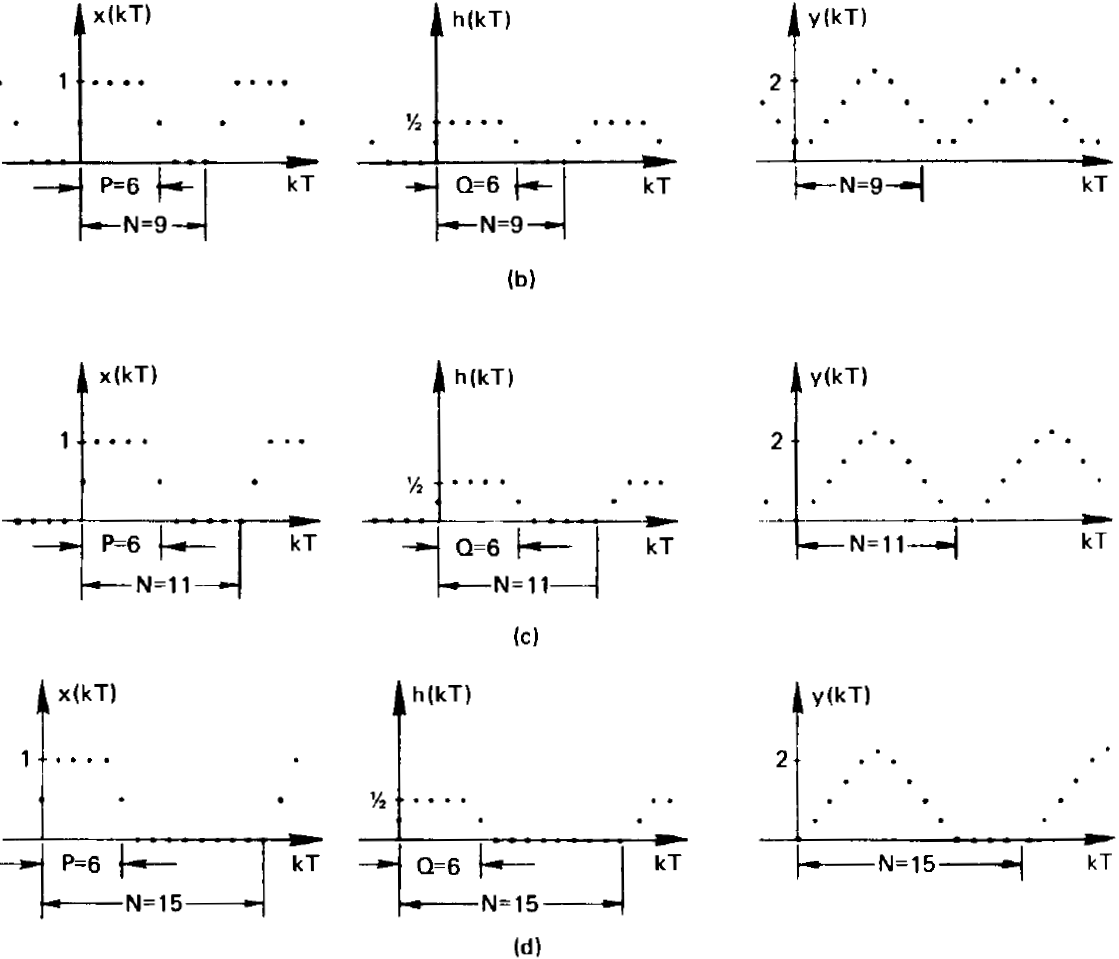 x(kT) h(kT) y(kT)
1 ½ 2
P=6 kT Q=6 kT N=9 kT
N=9 N=9
(b)
x(kT) h(kT) y(kT)
1 ½ 2
P=6 kT Q=6 kT N=11 kT
N=11 N=11
(c)
x(kT) h(kT) y(kT)
1 ½ 2
P=6 kT Q=6 kT N=15 kT
N=15 N=15
(d)